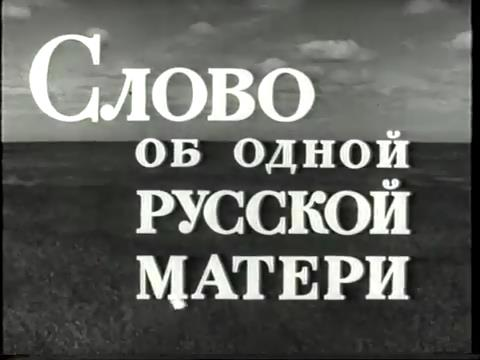 Слово
об одной
русской
матери